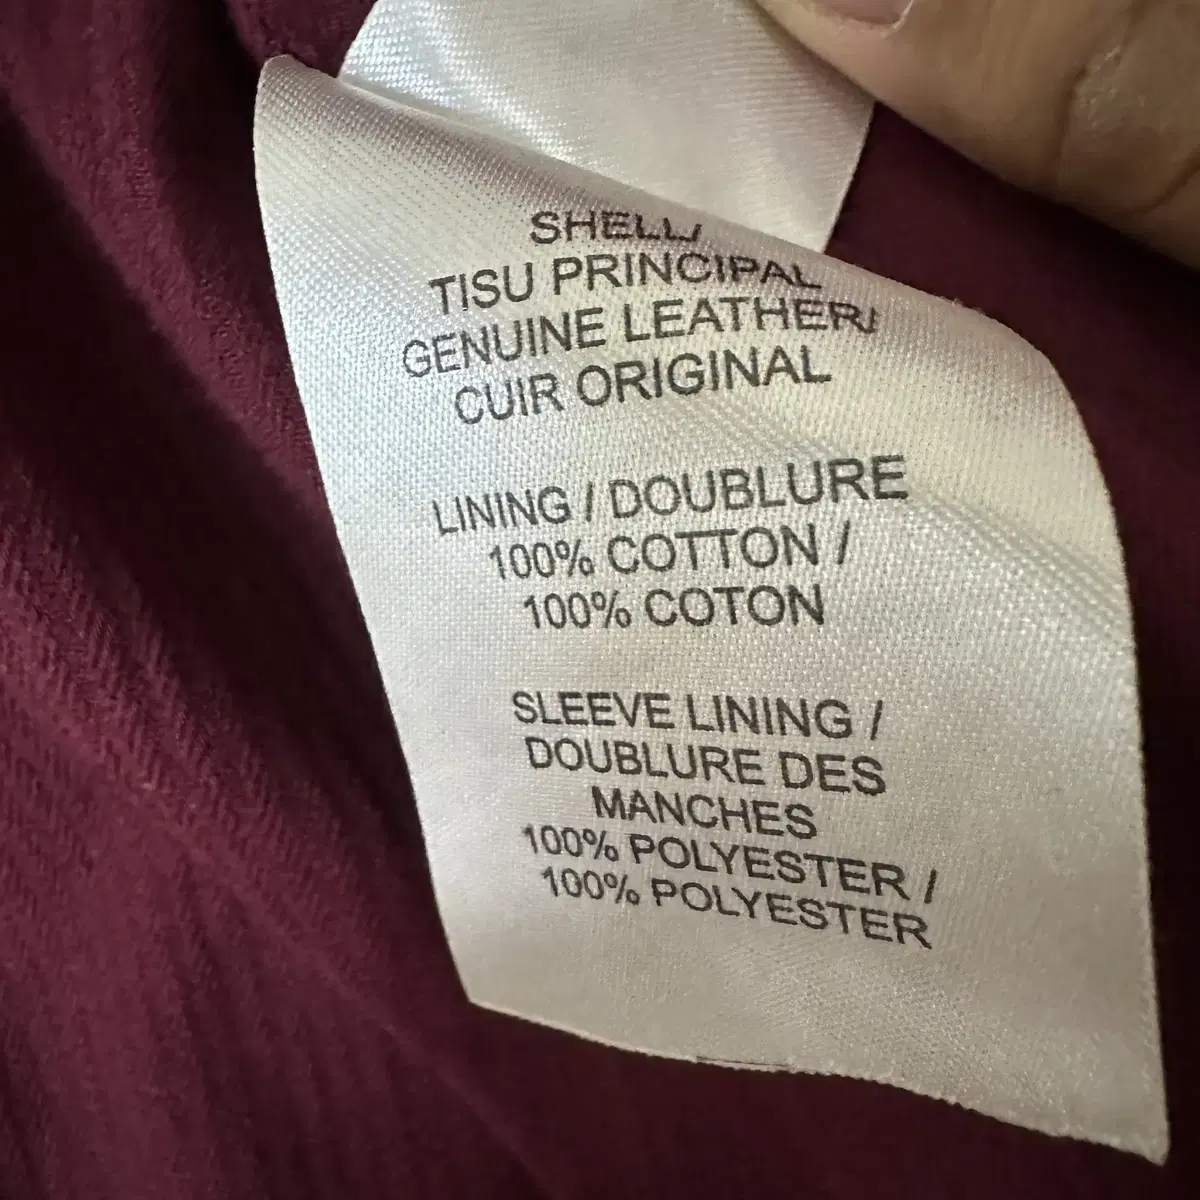 SHELL/
TISU PRINCIPAL
GENUINE LEATHER/
CUIR ORIGINAL
LINING / DOUBLURE
100% COTTON /
100% COTON
SLEEVE LINING /
DOUBLURE DES
MANCHES
100% POLYESTER /
100% POLYESTER